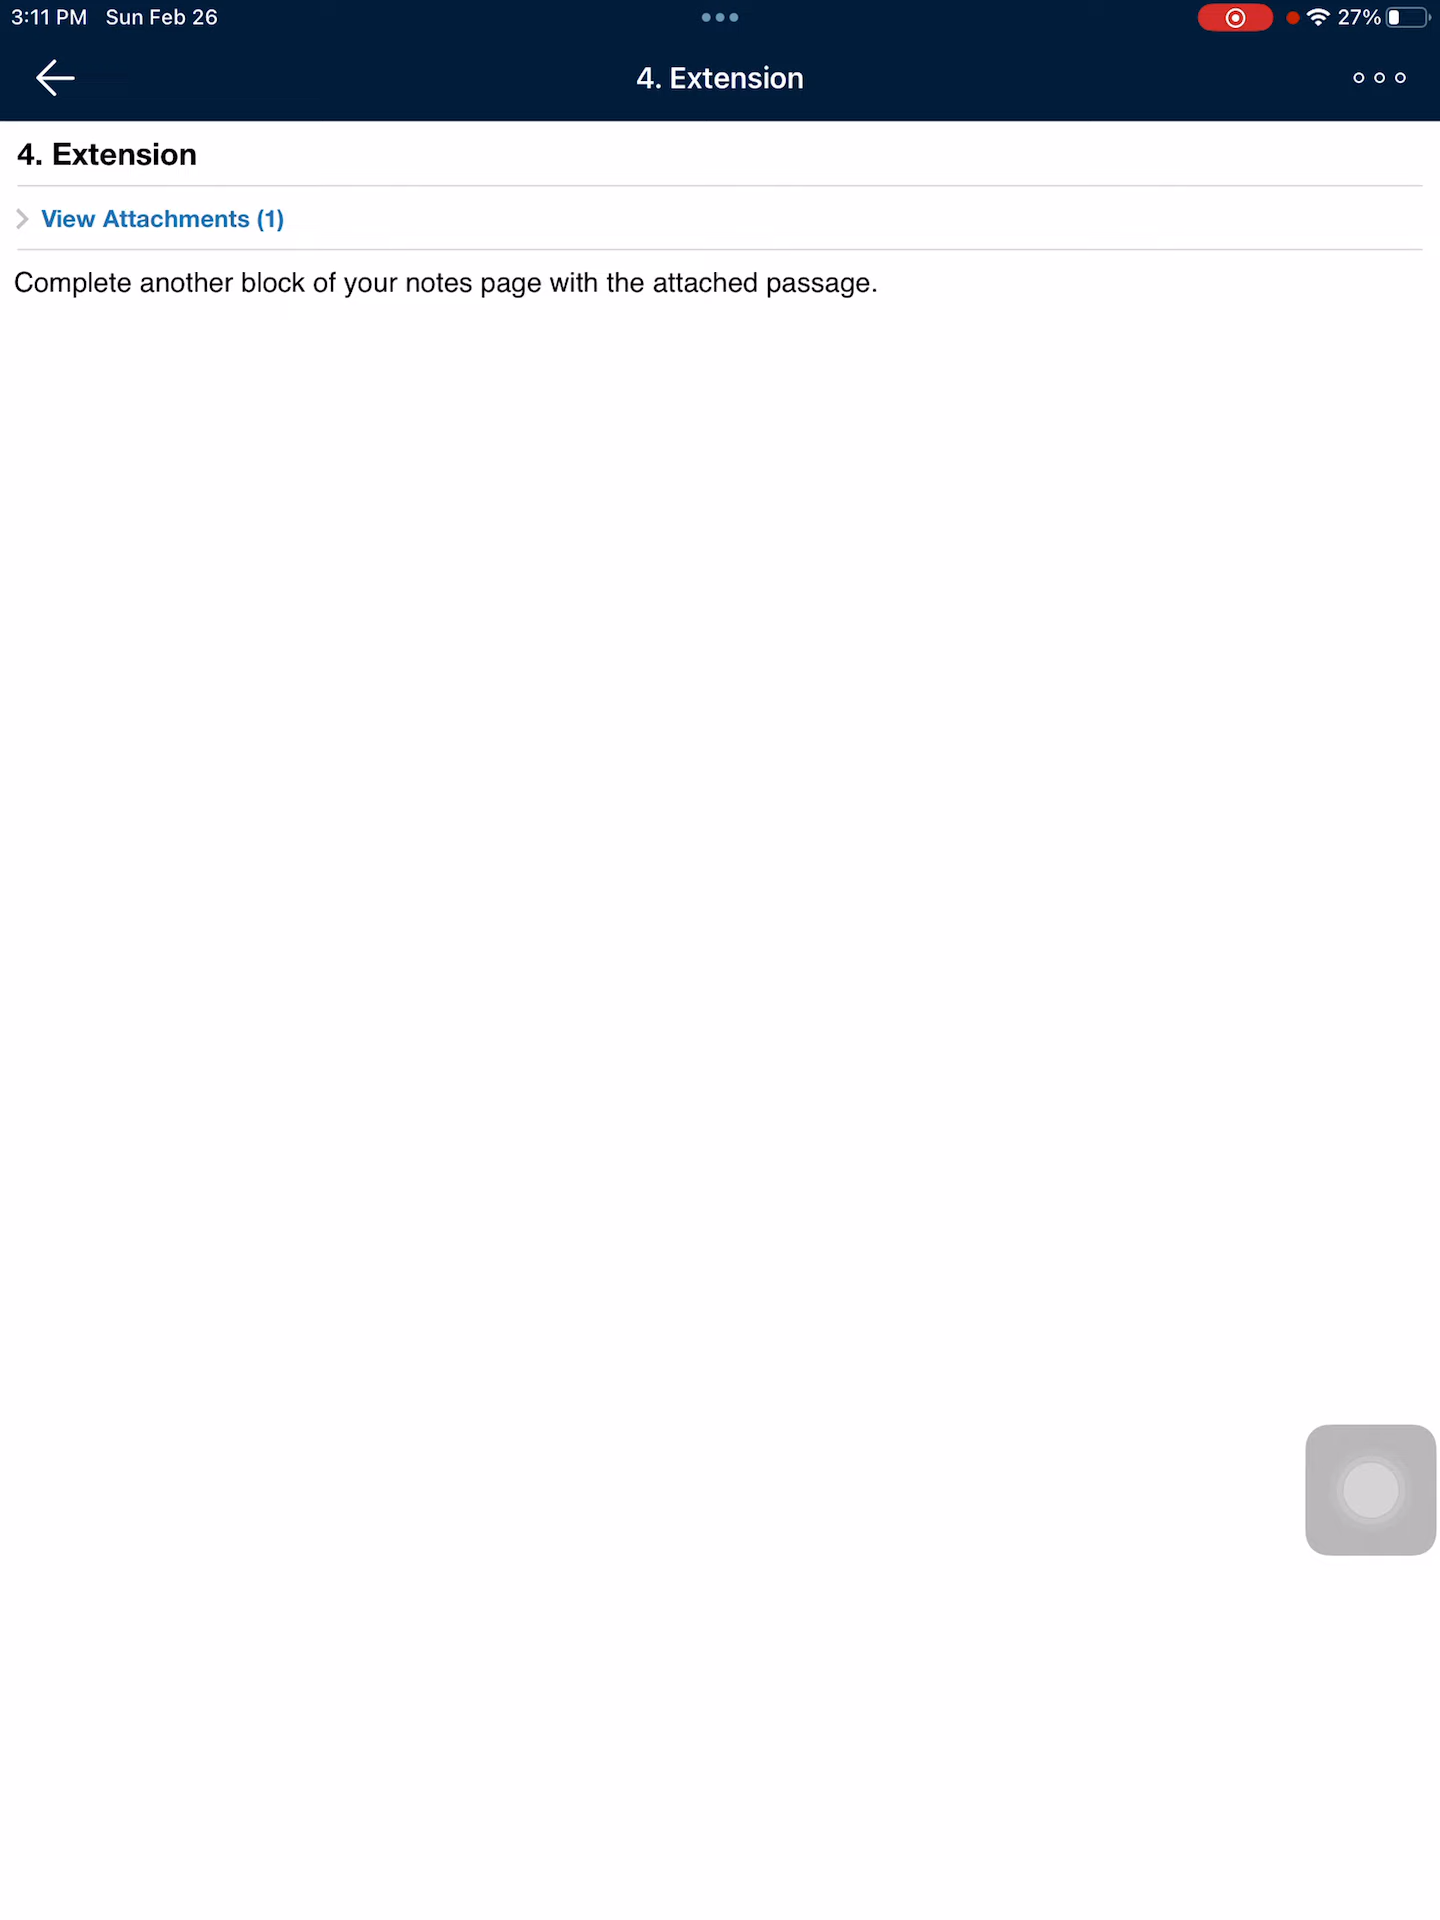 3:11 PM Sun Feb 26
27%
4. Extension
4. Extension
View Attachments (1)
Complete another block of your notes page with the attached passage.